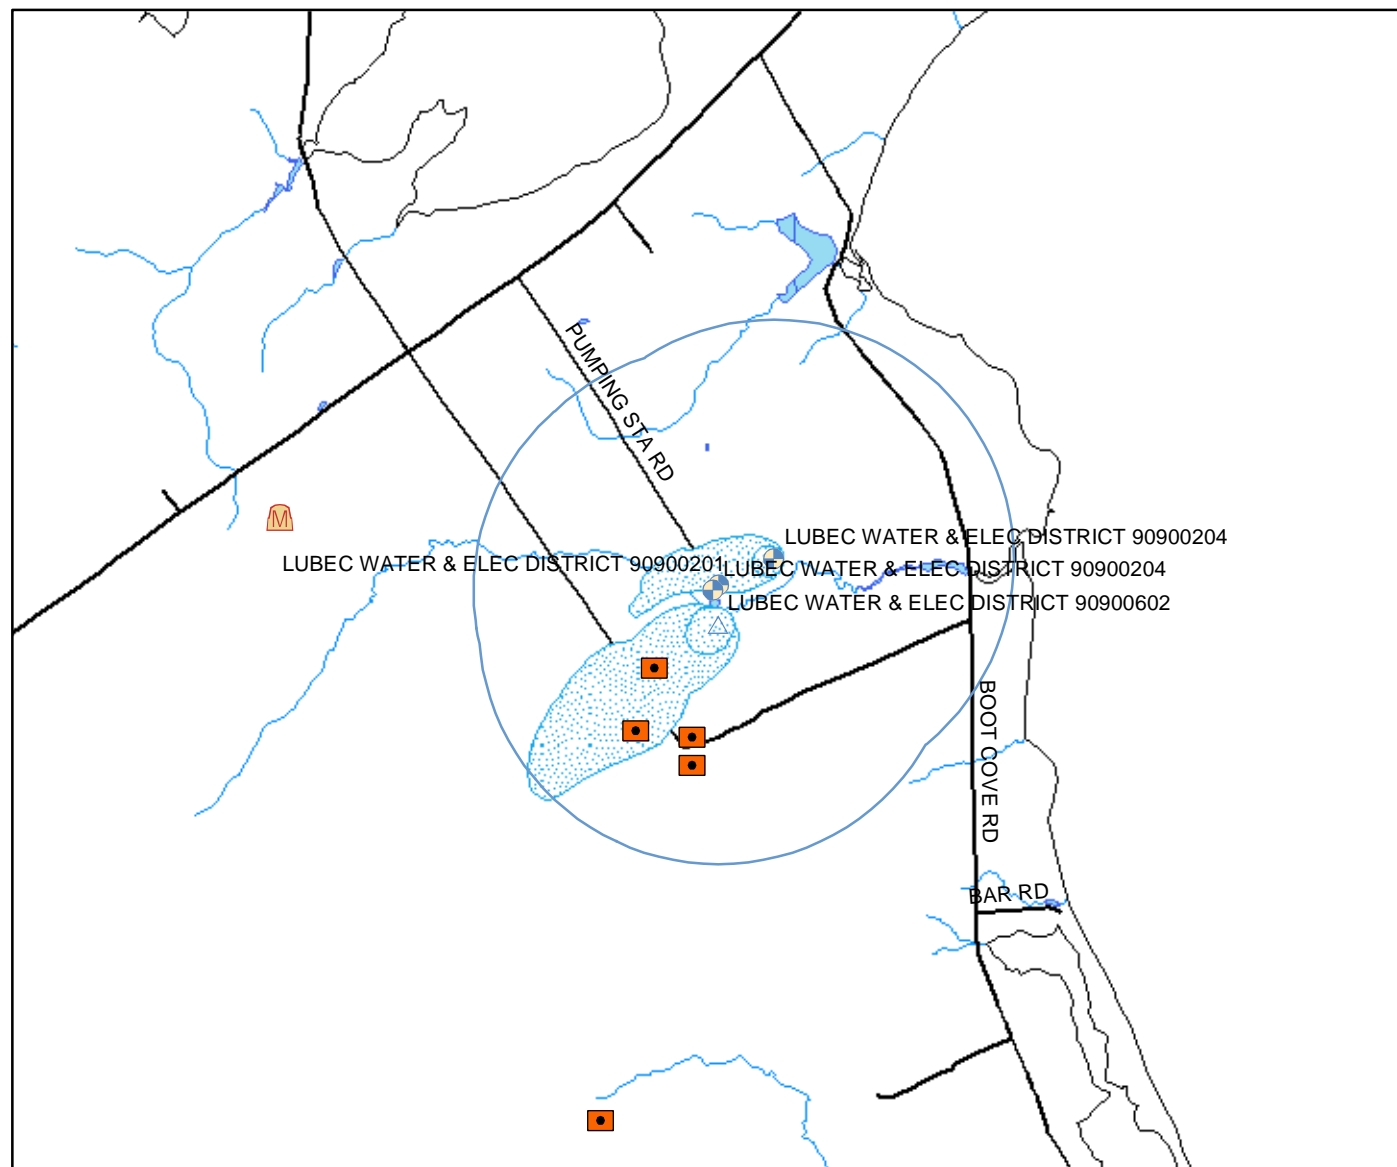 PUMPING STA RD
M
LUBEC WATER & ELEC DISTRICT 90900204
LUBEC WATER & ELEC DISTRICT 90900201
LUBEC WATER & ELEC DISTRICT 90900204
LUBEC WATER & ELEC DISTRICT 90900602
BOOT COVE RD
BAR RD